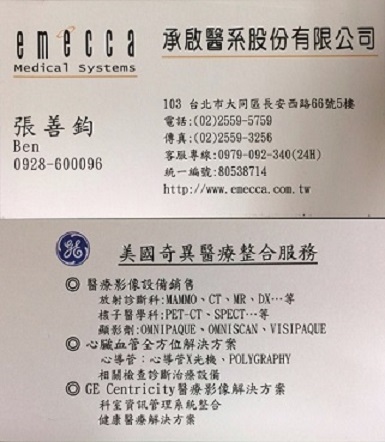 emecca
Medical Systems
承啟醫系股份有限公司
張善鈞
Ben
0928-600096
103 台北市大同區長安西路66號5樓
電話:(02)2559-5759
傳真:(02)2559-3256
客服專線:0979-092-340(24H)
統一編號:80538714
http://www.emecca.com.tw
GE
美國奇異醫療整合服務
◎ 醫療影像設備銷售
放射診斷科:MAMMO、CT、MR、DX…等
核子醫學科:PET-CT、SPECT…等
顯影劑:OMNIPAQUE、OMNISCAN、VISIPAQUE
◎ 心臟血管全方位解決方案
心導管：心導管X光機、POLYGRAPHY
相關檢查診斷治療設備
◎ GE Centricity醫療影像解決方案
科室資訊管理系統整合
健康醫療解決方案